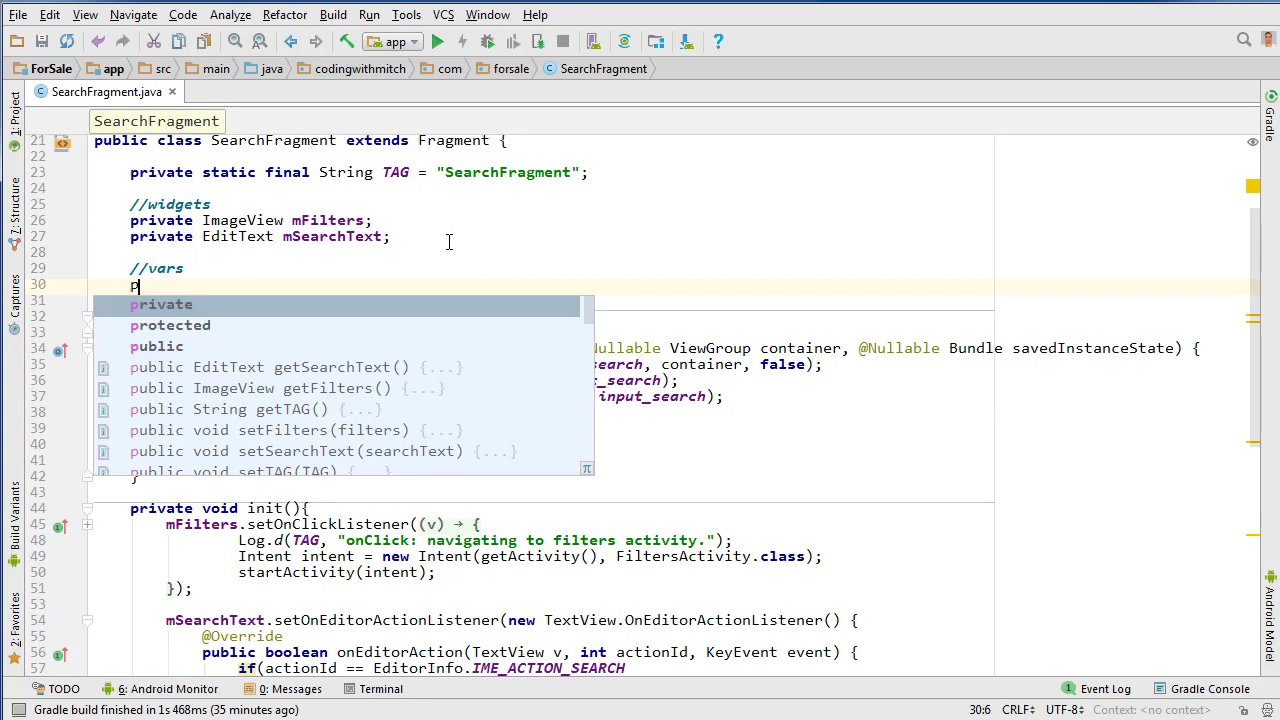 File Edit View Navigate Code Analyze Refactor Build Run Tools VCS Window Help
app
ForSale app src main java codingwithmitch com forsale SearchFragment
SearchFragment.java
SearchFragment
21 public class SearchFragment extends Fragment {
22
23 private static final String TAG = "SearchFragment";
24
25 //widgets
26 private ImageView mFilters;
27 private EditText mSearchText;
28
29 //vars
30 p
31 private
32 protected
33 public
34 Nullable ViewGroup container, @Nullable Bundle savedInstanceState) {
35 public EditText getSearchText() {...} search, container, false);
36 public ImageView getFilters() {...} t_search);
37 public String getTAG() {...} input_search);
38
39 public void setFilters(filters) {...}
40 public void setSearchText(searchText) {...}
41 public void setTAG(TAG) {...}
42 }
43
44 private void init(){
45 mFilters.setOnClickListener((v) → {
48 Log.d(TAG, "onClick: navigating to filters activity.");
49 Intent intent = new Intent(getActivity(), FiltersActivity.class);
50 startActivity(intent);
51 });
53
54 mSearchText.setOnEditorActionListener(new TextView.OnEditorActionListener() {
55 @Override
56 public boolean onEditorAction(TextView v, int actionId, KeyEvent event) {
57 if(actionId == EditorInfo.IME_ACTION_SEARCH
1: Project
7: Structure
Captures
Build Variants
2: Favorites
Gradle
Android Model
TODO 6: Android Monitor 0: Messages Terminal Event Log Gradle Console
Gradle build finished in 1s 468ms (35 minutes ago) 30:6 CRLF UTF-8 Context: <no context>